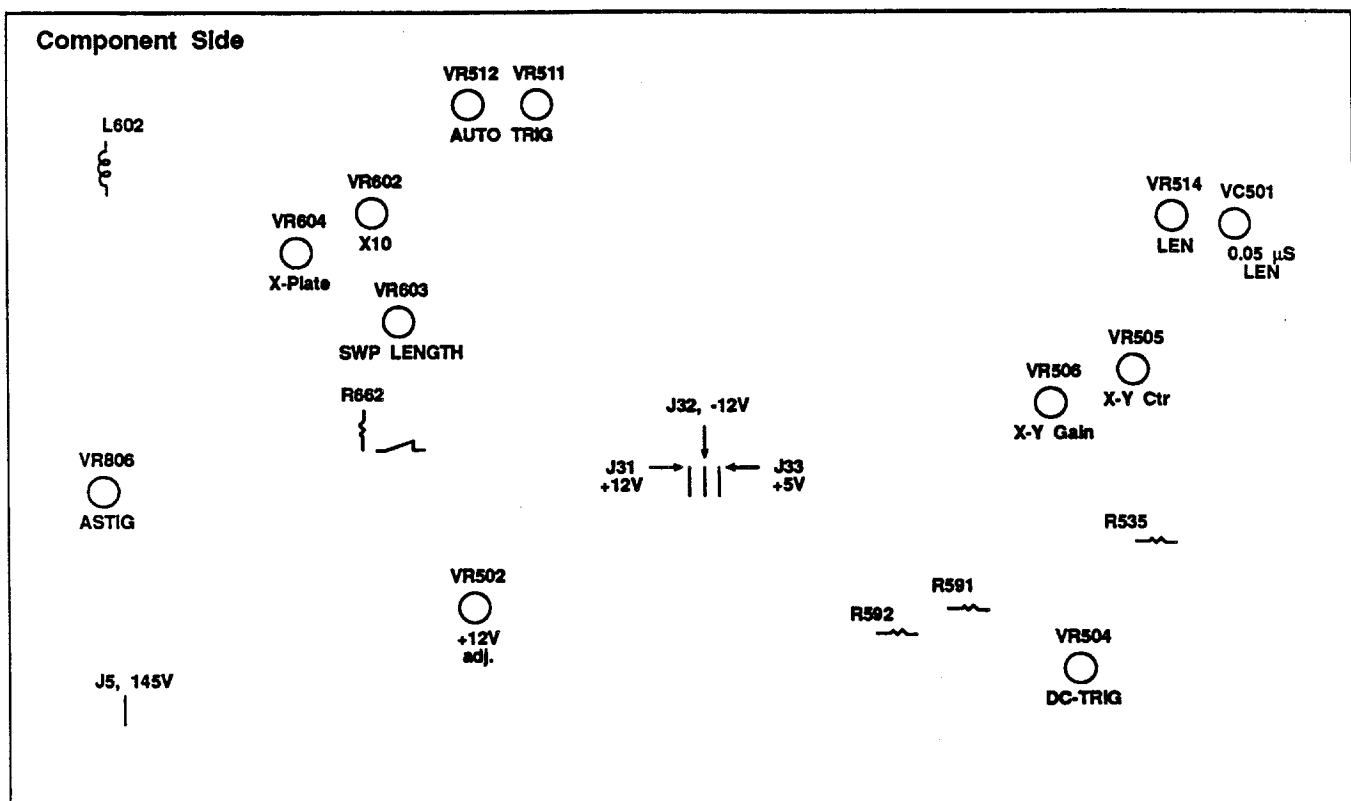 Component Side
VR512 VR511
AUTO TRIG
L602
VR602
X10
VR604
X-Plate
VR603
SWP LENGTH
VR514
LEN
VC501
0.05 µS
LEN
VR505
X-Y Ctr
VR506
X-Y Gain
R662
J32, -12V
J31
+12V
J33
+5V
VR806
ASTIG
R535
VR502
+12V
adj.
R591
R592
VR504
DC-TRIG
J5, 145V